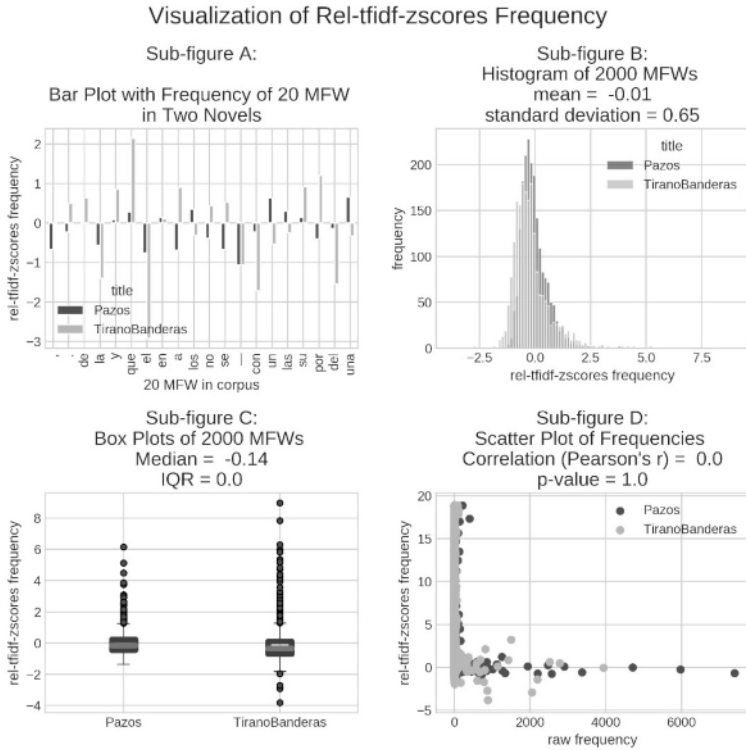 Visualization of Rel-tfidf-zscores Frequency
Sub-figure A:
Bar Plot with Frequency of 20 MFW
in Two Novels
rel-tfidf-zscores frequency
2
1
0
−1
−2
−3
title
Pazos
TiranoBanderas
,
.
de
la
y
que
el
en
a
los
no
se
—
con
un
las
su
por
del
una
20 MFW in corpus
Sub-figure B:
Histogram of 2000 MFWs
mean = -0.01
standard deviation = 0.65
frequency
200
150
100
50
0
title
Pazos
TiranoBanderas
−2.5
0.0
2.5
5.0
7.5
rel-tfidf-zscores frequency
Sub-figure C:
Box Plots of 2000 MFWs
Median = -0.14
IQR = 0.0
rel-tfidf-zscores frequency
8
6
4
2
0
−2
−4
Pazos
TiranoBanderas
Sub-figure D:
Scatter Plot of Frequencies
Correlation (Pearson's r) = 0.0
p-value = 1.0
rel-tfidf-zscores frequency
20
15
10
5
0
−5
Pazos
TiranoBanderas
0
2000
4000
6000
raw frequency